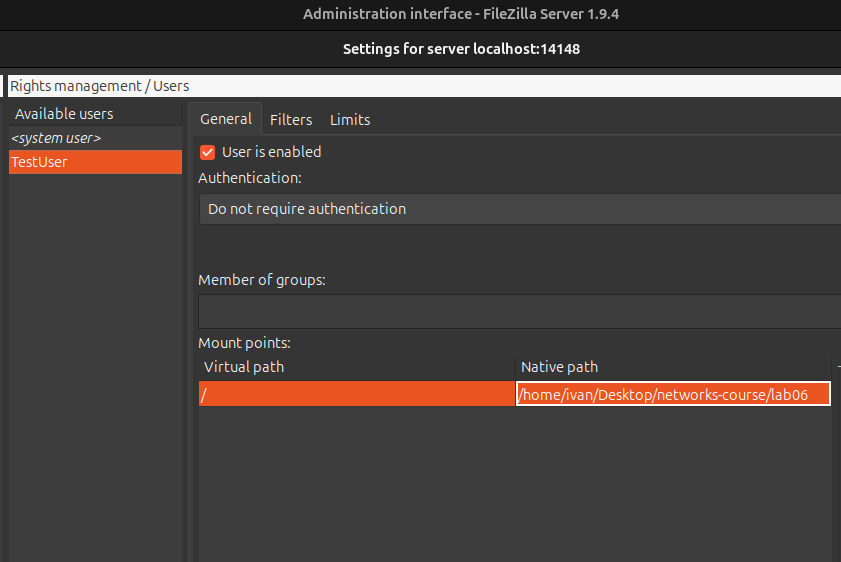 Administration interface - FileZilla Server 1.9.4
Settings for server localhost:14148
Rights management / Users
Available users
<system user>
TestUser
General Filters Limits
User is enabled
Authentication:
Do not require authentication
Member of groups:
Mount points:
Virtual path Native path
/ /home/ivan/Desktop/networks-course/lab06